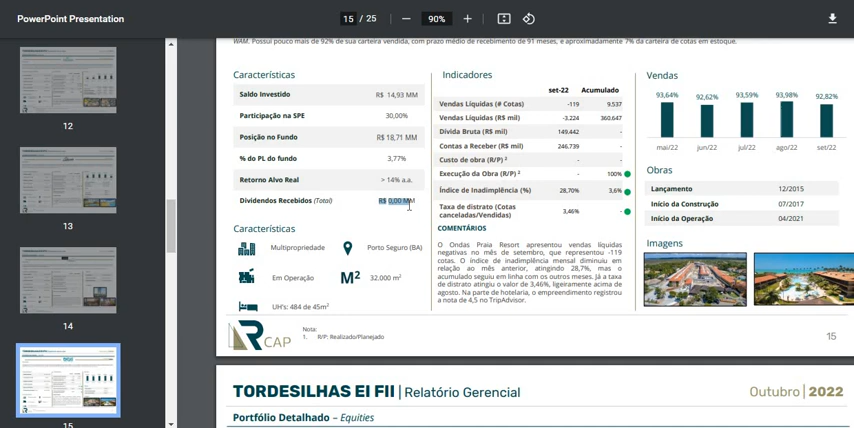 PowerPoint Presentation
15 / 25
90%
12
13
14
15
WAM. Possui pouco mais de 92% de sua carteira vendida, com prazo médio de recebimento de 91 meses, e aproximadamente 7% da carteira de cotas em estoque.
Características
Saldo Investido R$ 14,93 MM
Participação na SPE 30,00%
Posição no Fundo R$ 18,71 MM
% do PL do fundo 3,77%
Retorno Alvo Real > 14% a.a.
Dividendos Recebidos (Total) R$ 0,00 MM
Características
Multipropriedade Porto Seguro (BA)
Em Operação M² 32.000 m²
UH's: 484 de 45m²
Indicadores
set-22 Acumulado
Vendas Líquidas (# Cotas) -119 9.537
Vendas Líquidas (R$ mil) -3.224 360.647
Dívida Bruta (R$ mil) 149.442 -
Contas a Receber (R$ mil) 246.739 -
Custo de obra (R/P) ² - -
Execução da Obra (R/P) ² - 100%
Índice de Inadimplência (%) 28,70% 3,6%
Taxa de distrato (Cotas
canceladas/Vendidas) 3,46% -
COMENTÁRIOS
O Ondas Praia Resort apresentou vendas líquidas
negativas no mês de setembro, que representou -119
cotas. O índice de inadimplência mensal diminuiu em
relação ao mês anterior, atingindo 28,7%, mas o
acumulado seguiu em linha com os outros meses. Já a taxa
de distrato atingiu o valor de 3,46%, ligeiramente acima de
agosto. Na parte de hotelaria, o empreendimento registrou
a nota de 4,5 no TripAdvisor.
Vendas
93,64% 92,62% 93,59% 93,98% 92,82%
mai/22 jun/22 jul/22 ago/22 set/22
Obras
Lançamento 12/2015
Início da Construção 07/2017
Início da Operação 04/2021
Imagens
R CAP
Nota:
1. R/P: Realizado/Planejado
15
TORDESILHAS EI FII | Relatório Gerencial
Outubro | 2022
Portfólio Detalhado – Equities